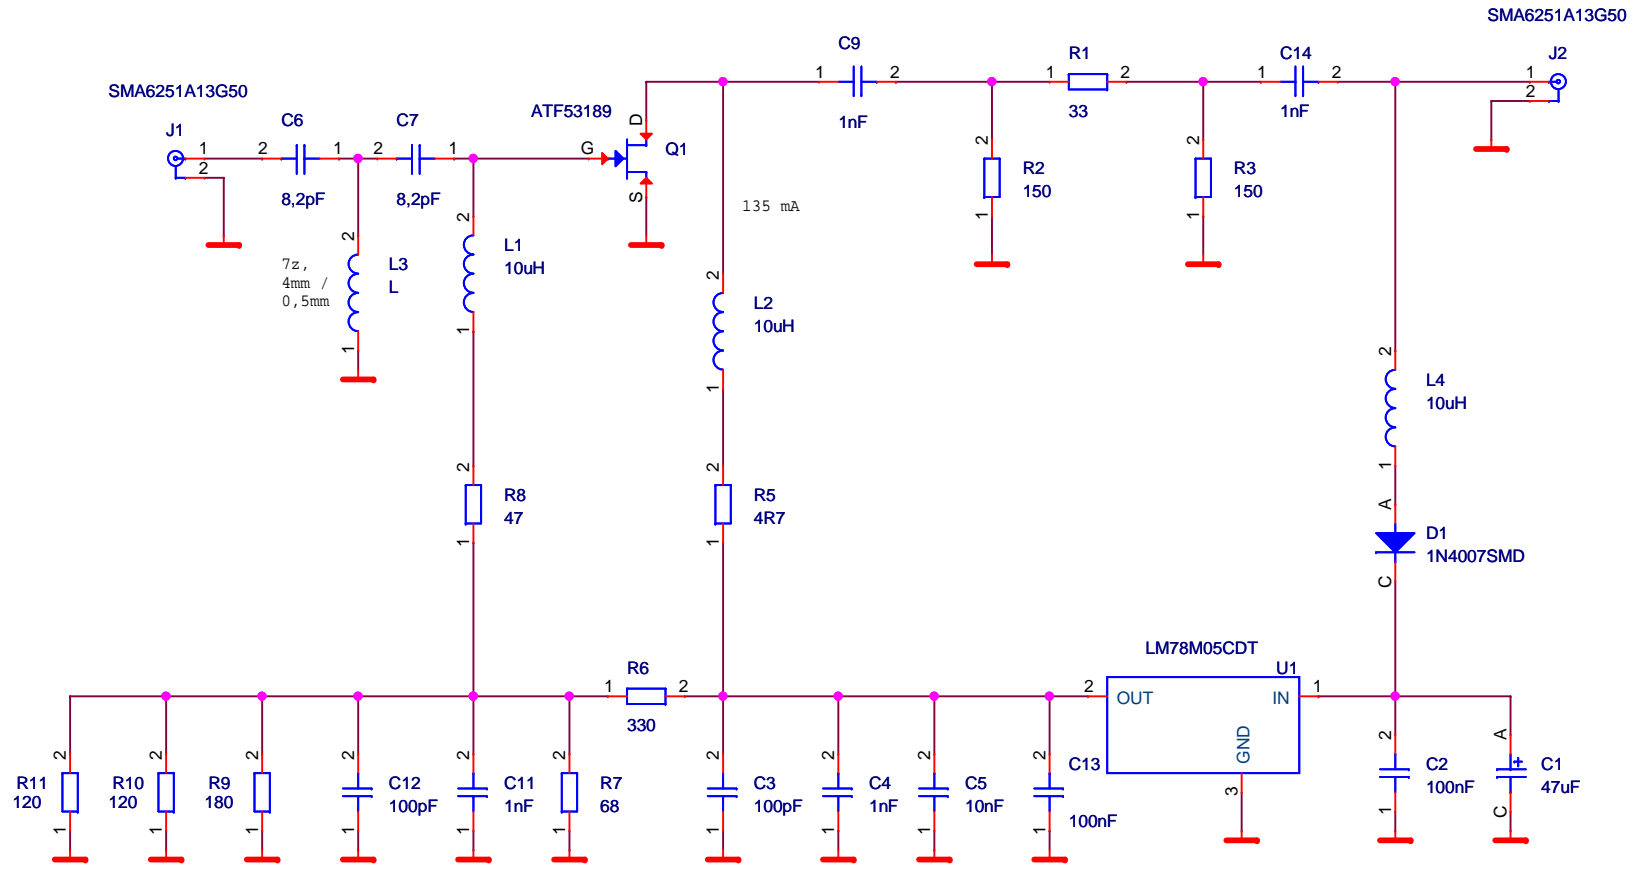 SMA6251A13G50
J2
1
2
C9
1
2
1nF
R1
1
2
33
C14
1
2
1nF
SMA6251A13G50
J1
1
2
C6
2
1
8,2pF
C7
2
1
8,2pF
ATF53189
G
D
S
Q1
135 mA
2
R2
150
1
2
R3
150
1
7z,
4mm /
0,5mm
2
L3
L
1
2
L1
10uH
1
2
L2
10uH
1
2
L4
10uH
1
2
R8
47
1
2
R5
4R7
1
A
D1
1N4007SMD
C
LM78M05CDT
U1
2
OUT
IN
1
GND
3
R6
1
2
330
2
R11
120
1
2
R10
120
1
2
R9
180
1
2
C12
100pF
1
2
C11
1nF
1
2
R7
68
1
2
C3
100pF
1
2
C4
1nF
1
2
C5
10nF
1
2
C13
100nF
1
2
C2
100nF
1
A
+
C1
47uF
C